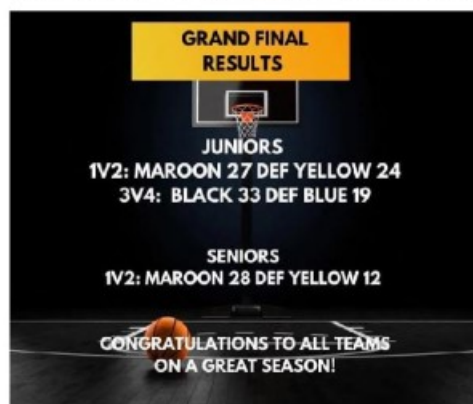 GRAND FINAL
RESULTS
JUNIORS
1V2: MAROON 27 DEF YELLOW 24
3V4: BLACK 33 DEF BLUE 19
SENIORS
1V2: MAROON 28 DEF YELLOW 12
CONGRATULATIONS TO ALL TEAMS
ON A GREAT SEASON!